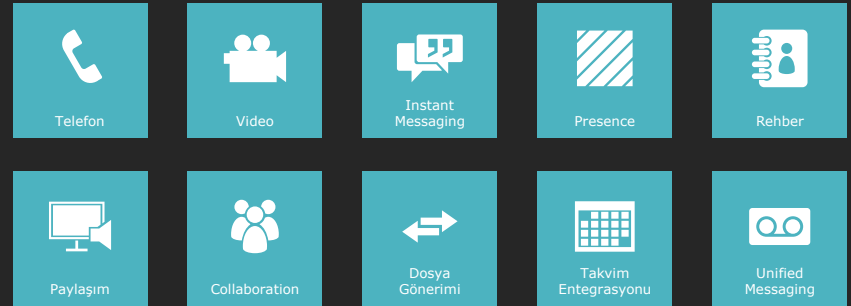 Telefon
Video
Instant
Messaging
Presence
Rehber
Paylaşım
Collaboration
Dosya
Gönerimi
Takvim
Entegrasyonu
Unified
Messaging